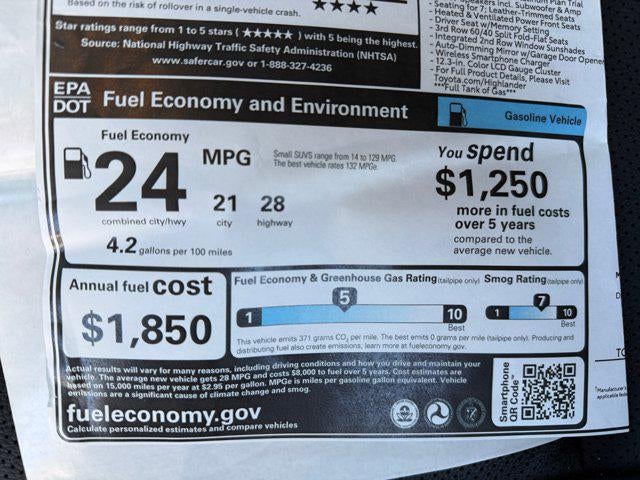 Based on the risk of rollover in a single-vehicle crash.
★★★★
Star ratings range from 1 to 5 stars (★★★★★) with 5 being the highest.
Source: National Highway Traffic Safety Administration (NHTSA)
www.safercar.gov or 1-888-327-4236
Speakers incl. Subwoofer & Amp
- Seating for 7; Leather-Trimmed Seats
- Heated & Ventilated Power Front Seats
- Driver Seat w/Memory Setting
- 3rd Row 60/40 Split Fold-Flat Seats
- Integrated 2nd Row Window Sunshades
- Auto-Dimming Mirror w/Garage Door Opener
- Wireless Smartphone Charger
- 12.3-in. Color LCD Gauge Cluster
- For Full Product Details, Please Visit
Toyota.com/Highlander
***Full Tank of Gas***
EPA
DOT
Fuel Economy and Environment
Gasoline Vehicle
Fuel Economy
24
MPG
combined city/hwy
21
city
28
highway
4.2 gallons per 100 miles
Small SUVS range from 14 to 129 MPG.
The best vehicle rates 132 MPGe.
You spend
$1,250
more in fuel costs
over 5 years
compared to the
average new vehicle.
Annual fuel cost
$1,850
Fuel Economy & Greenhouse Gas Rating (tailpipe only)
5
1
10
Best
Smog Rating (tailpipe only)
7
1
10
Best
This vehicle emits 371 grams CO2 per mile. The best emits 0 grams per mile (tailpipe only). Producing and
distributing fuel also create emissions; learn more at fueleconomy.gov.
Actual results will vary for many reasons, including driving conditions and how you drive and maintain your
vehicle. The average new vehicle gets 28 MPG and costs $8,000 to fuel over 5 years. Cost estimates are
based on 15,000 miles per year at $2.95 per gallon. MPGe is miles per gasoline gallon equivalent. Vehicle
emissions are a significant cause of climate change and smog.
fueleconomy.gov
Calculate personalized estimates and compare vehicles
Smartphone
QR Code™